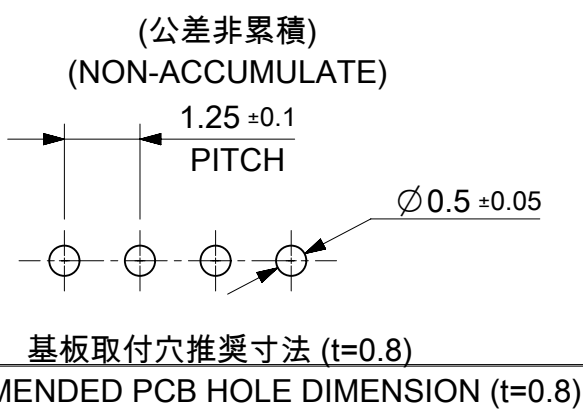 (公差非累積)
(NON-ACCUMULATE)
1.25 ±0.1
PITCH
∅0.5 ±0.05
基板取付穴推奨寸法 (t=0.8)
MENDED PCB HOLE DIMENSION (t=0.8)